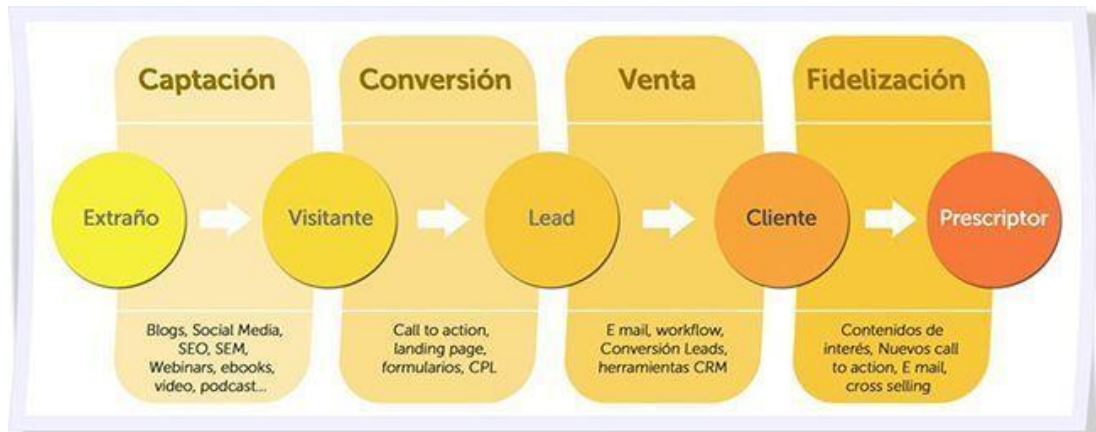 Captación
Conversión
Venta
Fidelización
Extraño
Visitante
Lead
Cliente
Prescriptor
Blogs, Social Media,
SEO, SEM,
Webinars, ebooks,
video, podcast...
Call to action,
landing page,
formularios, CPL
E mail, workflow,
Conversión Leads,
herramientas CRM
Contenidos de
interés, Nuevos call
to action, E mail,
cross selling